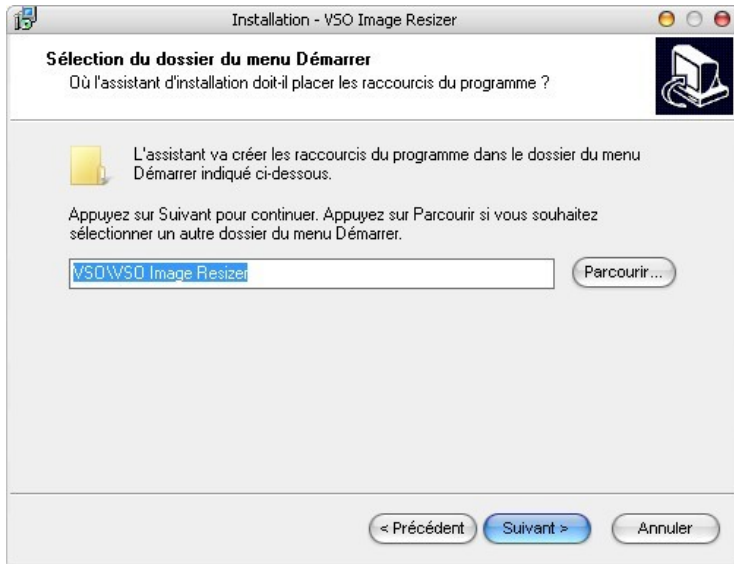 Installation - VSO Image Resizer
Sélection du dossier du menu Démarrer
Où l'assistant d'installation doit-il placer les raccourcis du programme ?
L'assistant va créer les raccourcis du programme dans le dossier du menu
Démarrer indiqué ci-dessous.
Appuyez sur Suivant pour continuer. Appuyez sur Parcourir si vous souhaitez
sélectionner un autre dossier du menu Démarrer.
VSO\VSO Image Resizer
Parcourir...
< Précédent
Suivant >
Annuler